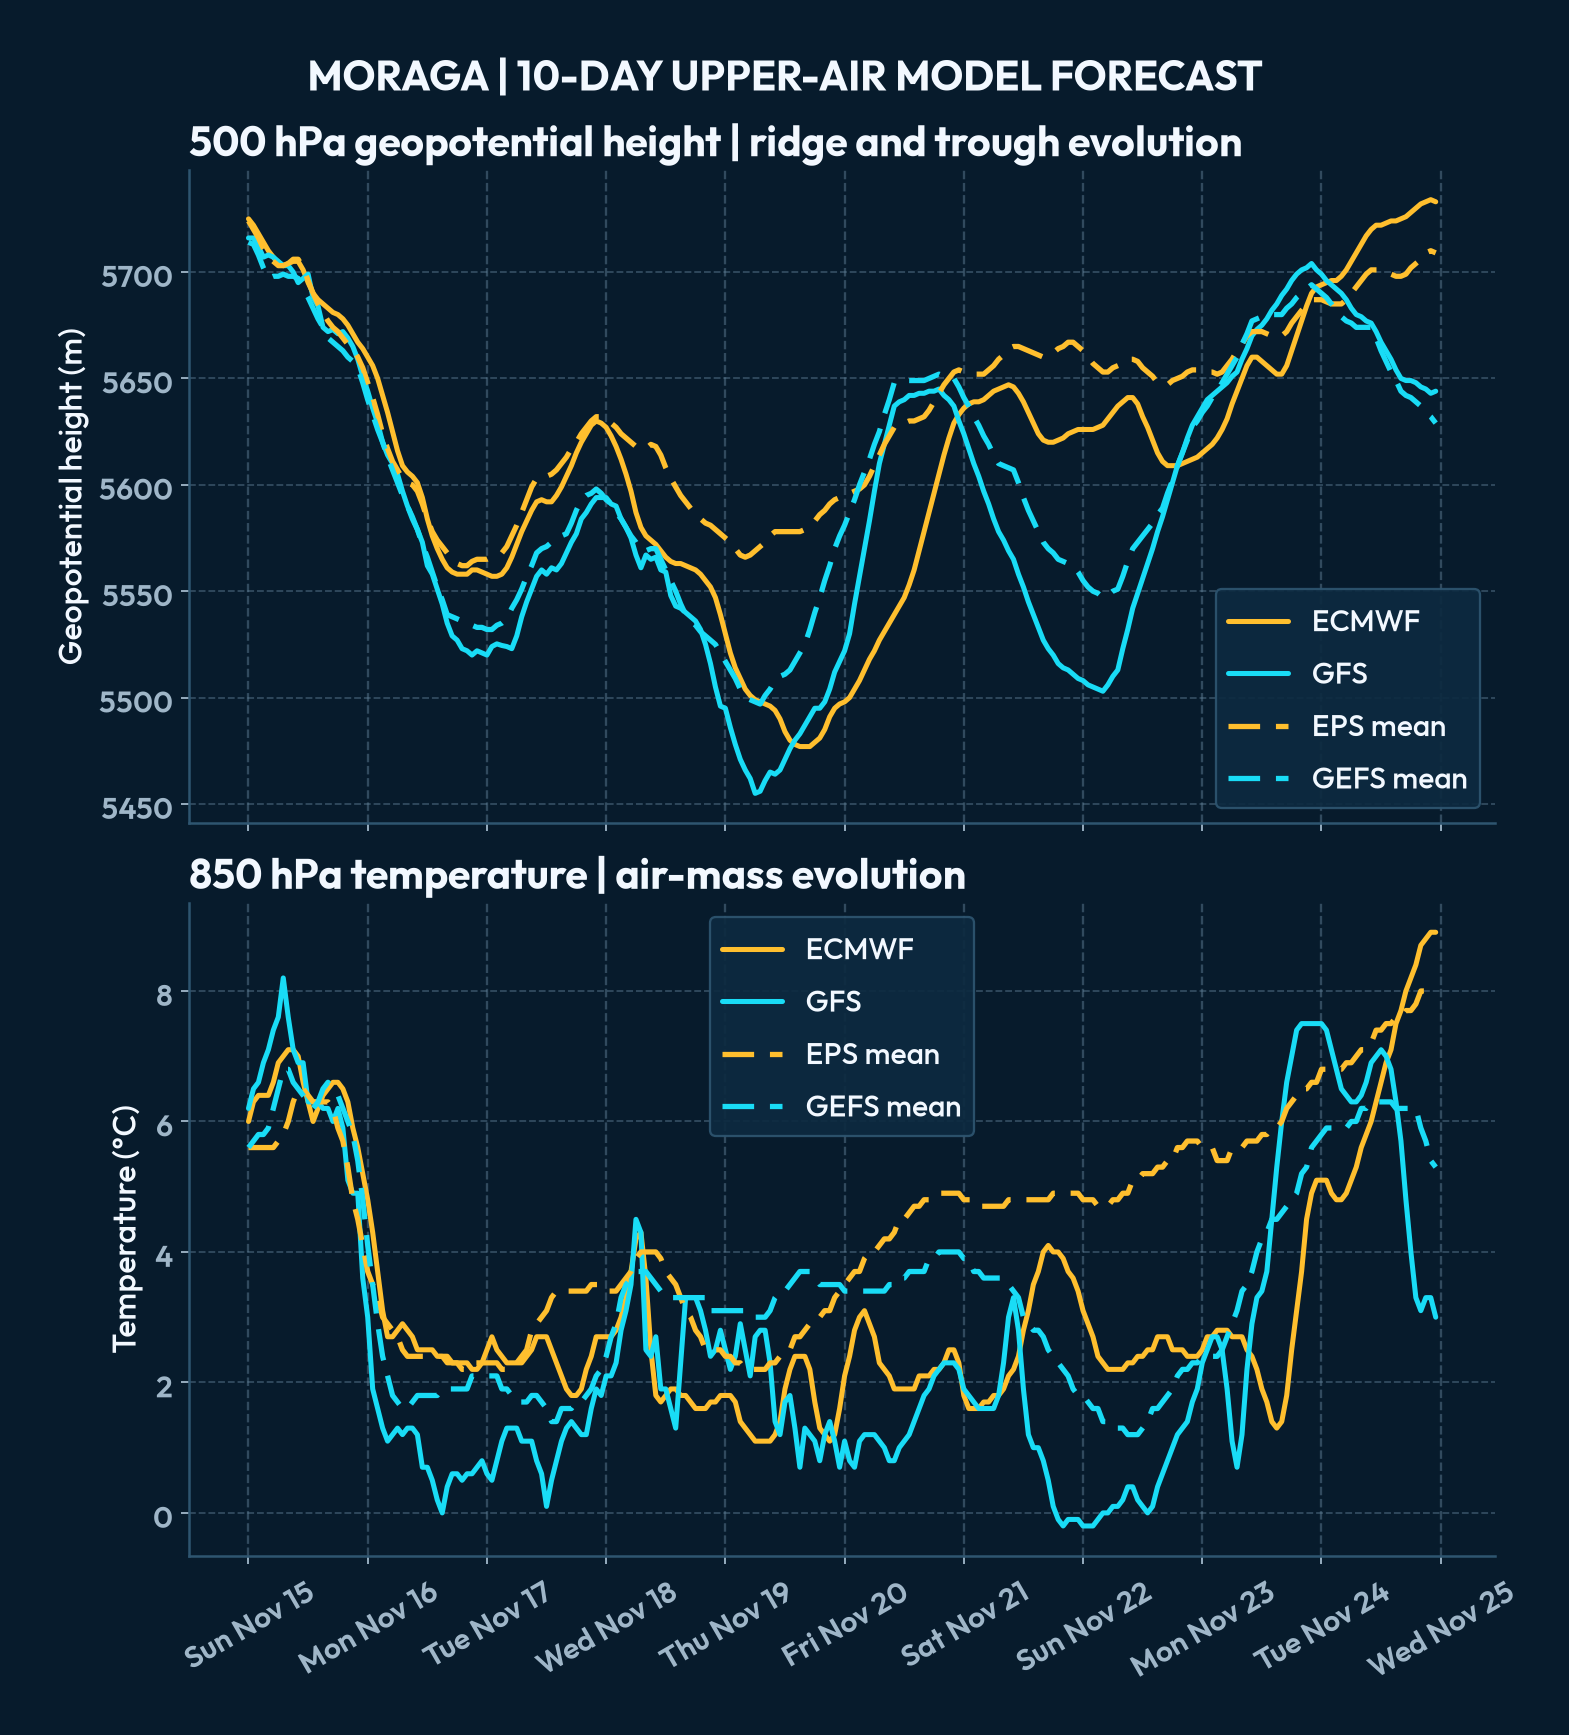 MORAGA | 10-DAY UPPER-AIR MODEL FORECAST
500 hPa geopotential height | ridge and trough evolution
Geopotential height (m)
5700
5650
5600
5550
5500
5450
ECMWF
GFS
EPS mean
GEFS mean
850 hPa temperature | air-mass evolution
Temperature (°C)
8
6
4
2
0
ECMWF
GFS
EPS mean
GEFS mean
Sun Nov 15
Mon Nov 16
Tue Nov 17
Wed Nov 18
Thu Nov 19
Fri Nov 20
Sat Nov 21
Sun Nov 22
Mon Nov 23
Tue Nov 24
Wed Nov 25